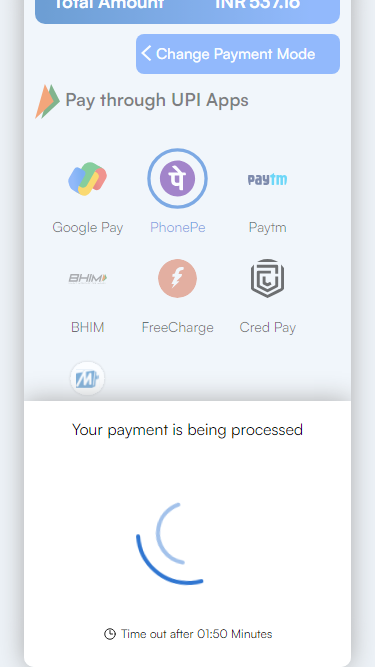 Total Amount INR 537.16
Change Payment Mode
Pay through UPI Apps
पे
Paytm
Google Pay PhonePe Paytm
BHIM
BHIM FreeCharge Cred Pay
Your payment is being processed
Time out after 01:50 Minutes